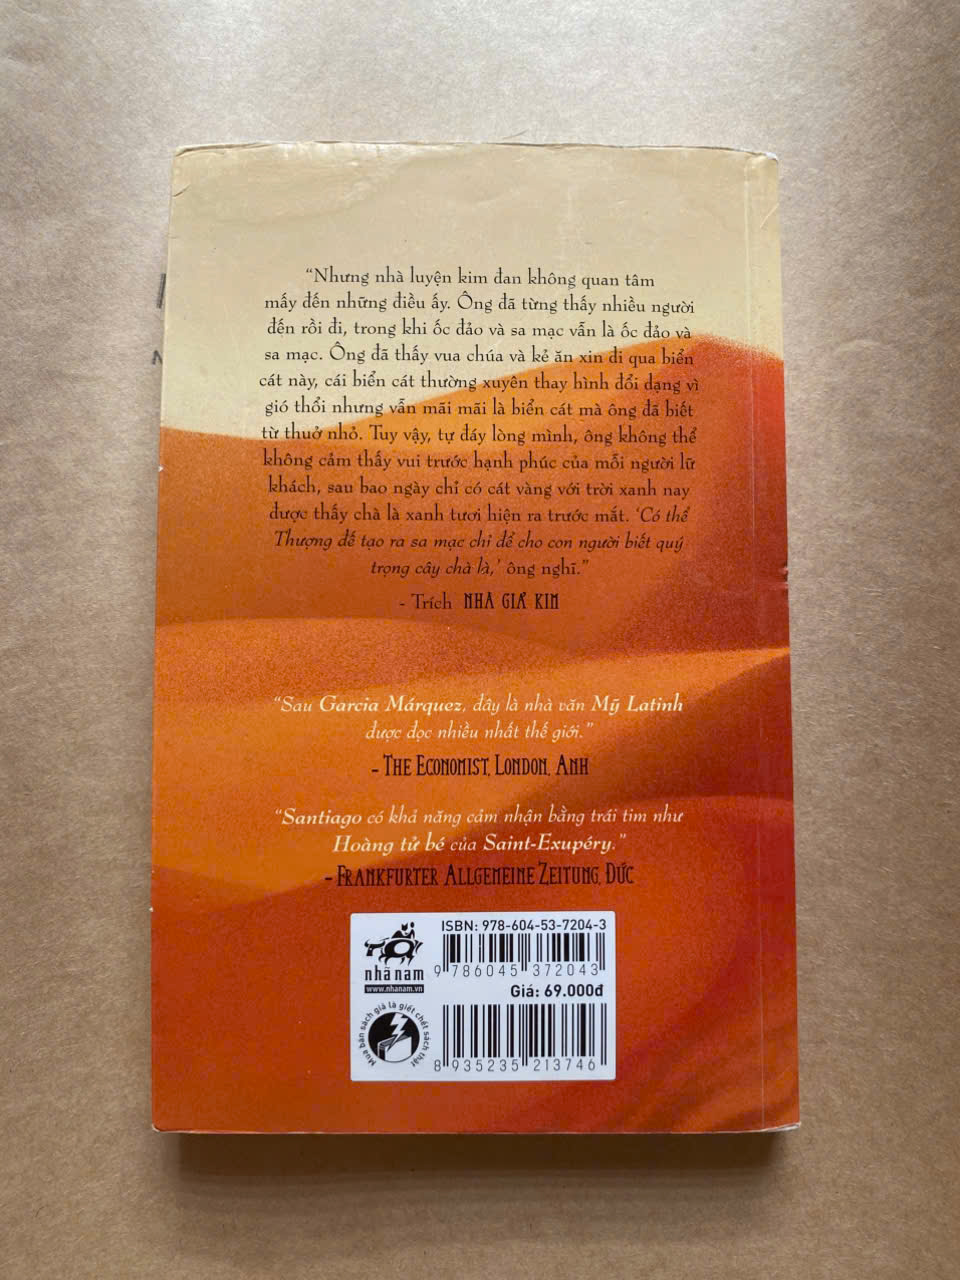 “Nhưng nhà luyện kim đan không quan tâm
mấy đến những điều ấy. Ông đã từng thấy nhiều người
đến rồi đi, trong khi ốc đảo và sa mạc vẫn là ốc đảo và
sa mạc. Ông đã thấy vua chúa và kẻ ăn xin đi qua biển
cát này, cái biển cát thường xuyên thay hình đổi dạng vì
gió thổi nhưng vẫn mãi mãi là biển cát mà ông đã biết
từ thuở nhỏ. Tuy vậy, tự đáy lòng mình, ông không thể
không cảm thấy vui trước hạnh phúc của mỗi người lữ
khách, sau bao ngày chỉ có cát vàng với trời xanh nay
được thấy chà là xanh tươi hiện ra trước mắt. ‘Có thể
Thượng đế tạo ra sa mạc chỉ để cho con người biết quý
trọng cây chà là,’ ông nghĩ.”
- Trích NHÀ GIẢ KIM
“Sau Garcia Márquez, đây là nhà văn Mỹ Latinh
được đọc nhiều nhất thế giới.”
– THE ECONOMIST, LONDON, ANH
“Santiago có khả năng cảm nhận bằng trái tim như
Hoàng tử bé của Saint-Exupéry.”
– FRANKFURTER ALLGEMEINE ZEITUNG, ĐỨC
ISBN: 978-604-53-7204-3
9 786045 372043
nhã nam
www.nhanam.vn
Giá: 69.000đ
Mua bán sách giả là giết chết sách thật
8 935235 213746